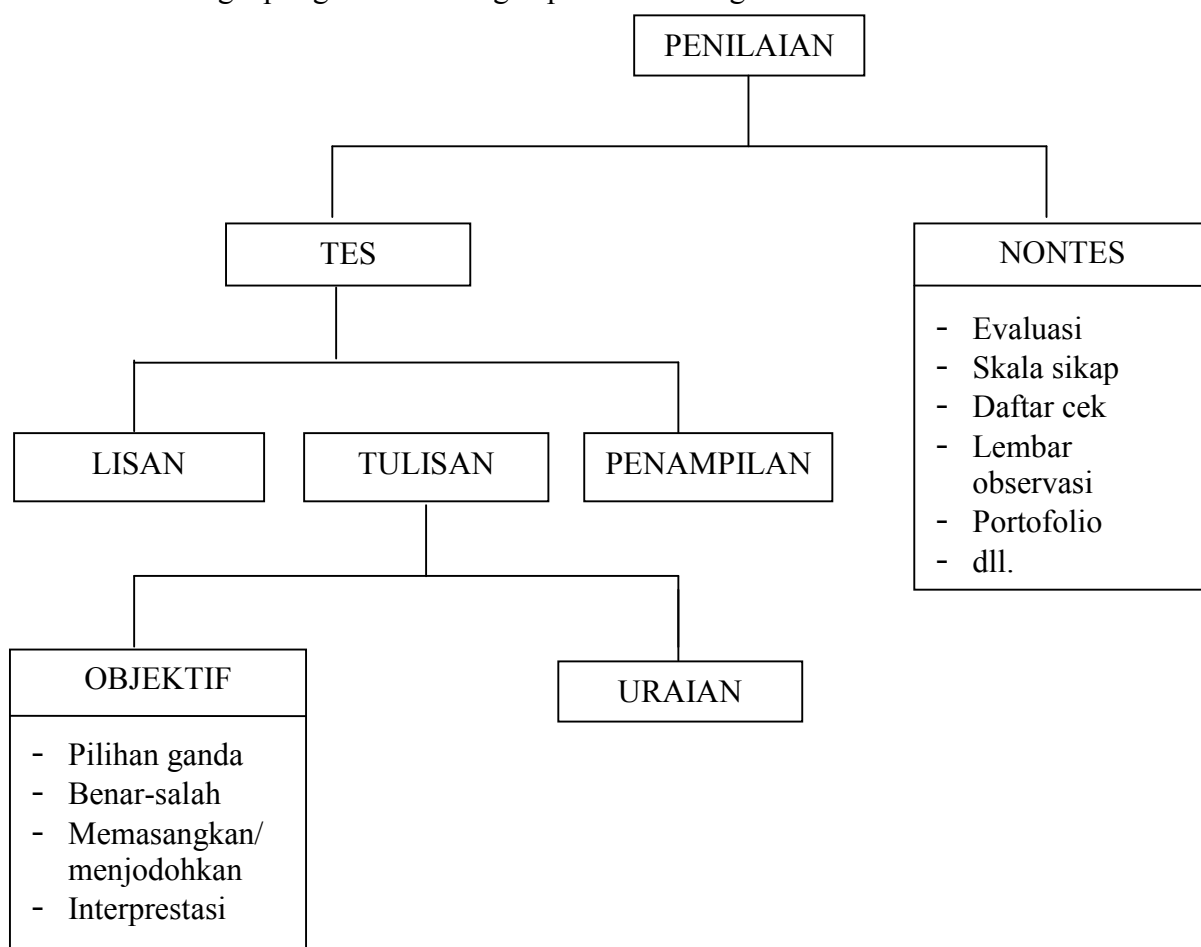 PENILAIAN
TES
NONTES
- Evaluasi
- Skala sikap
- Daftar cek
- Lembar
observasi
- Portofolio
- dll.
LISAN
TULISAN
PENAMPILAN
OBJEKTIF
- Pilihan ganda
- Benar-salah
- Memasangkan/
menjodohkan
- Interprestasi
URAIAN